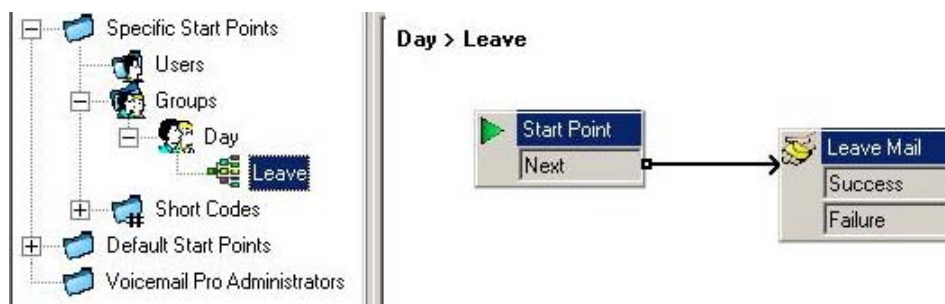 Specific Start Points
Users
Groups
Day
Leave
Short Codes
Default Start Points
Voicemail Pro Administrators
Day > Leave
Start Point
Next
Leave Mail
Success
Failure